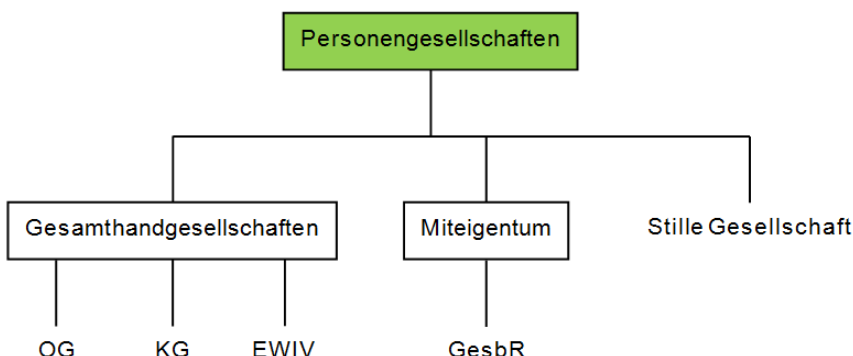 Personengesellschaften
Gesamthandgesellschaften
Miteigentum
Stille Gesellschaft
OG
KG
EWIV
GesbR